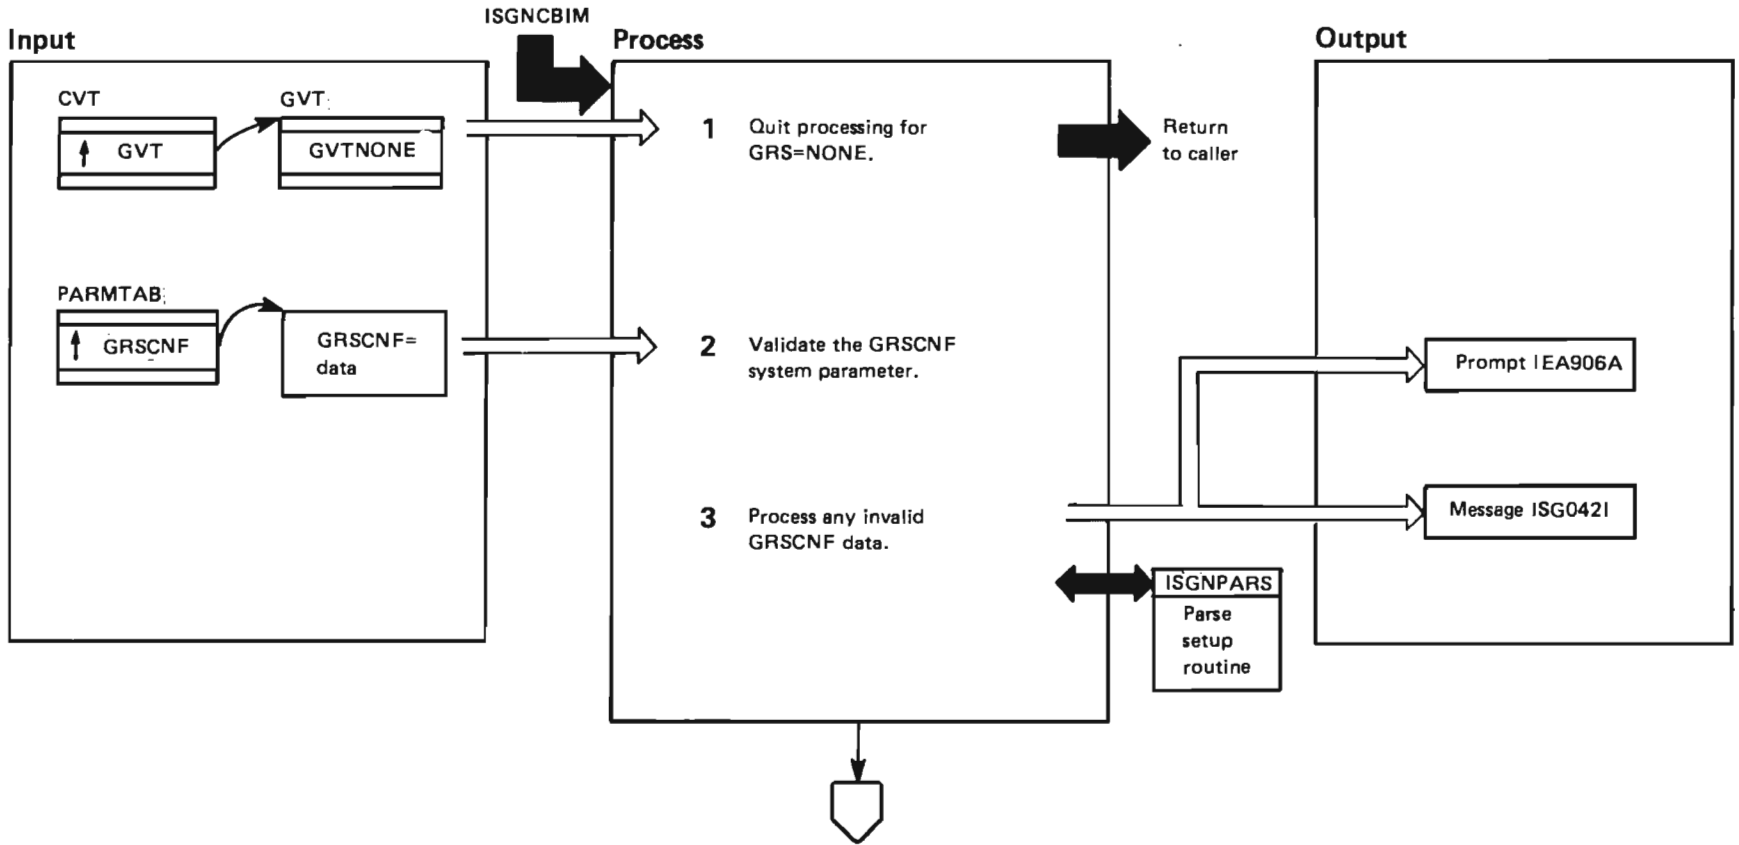 ISGNCBIM
Input
Process
Output
CVT
GVT:
GVT
GVTNONE
1
Quit processing for
GRS=NONE.
Return
to caller
PARMTAB:
GRSCNF
GRSCNF=
data
2
Validate the GRSCNF
system parameter.
Prompt IEA906A
3
Process any invalid
GRSCNF data.
Message ISG042I
ISGNPARS
Parse
setup
routine